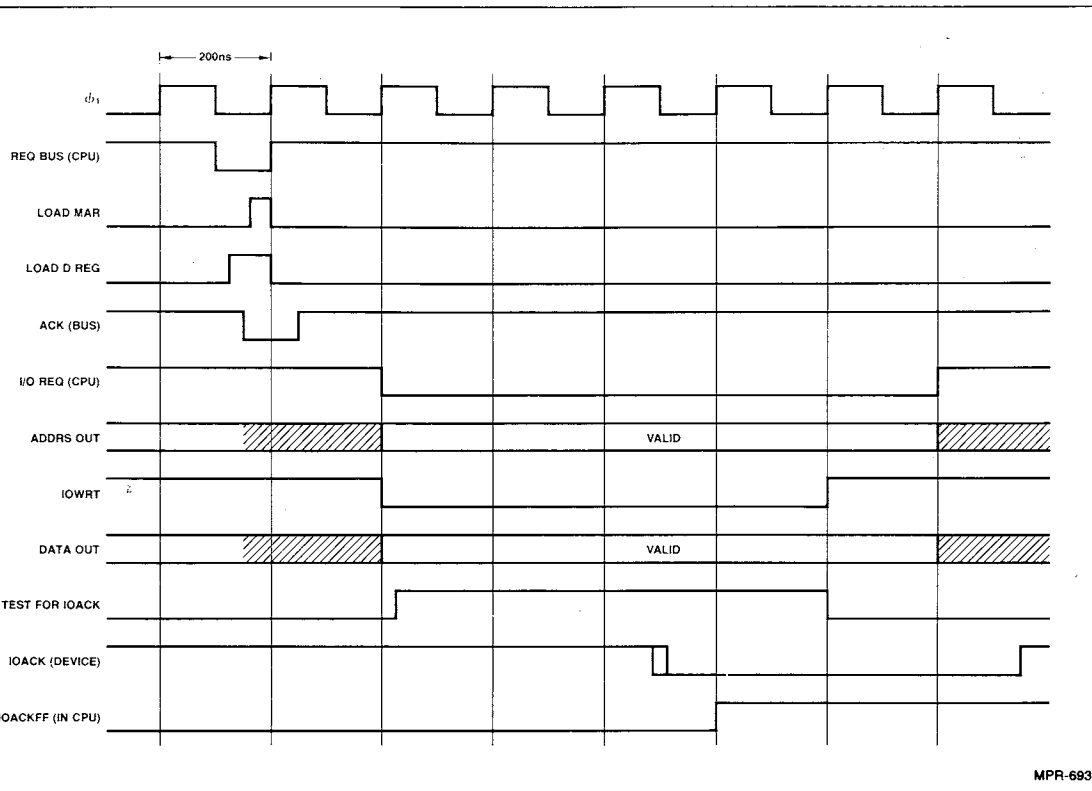 200ns
ϕ1
REQ BUS (CPU)
LOAD MAR
LOAD D REG
ACK (BUS)
I/O REQ (CPU)
ADDRS OUT
VALID
IOWRT
DATA OUT
VALID
TEST FOR IOACK
IOACK (DEVICE)
IOACKFF (IN CPU)
MPR-693